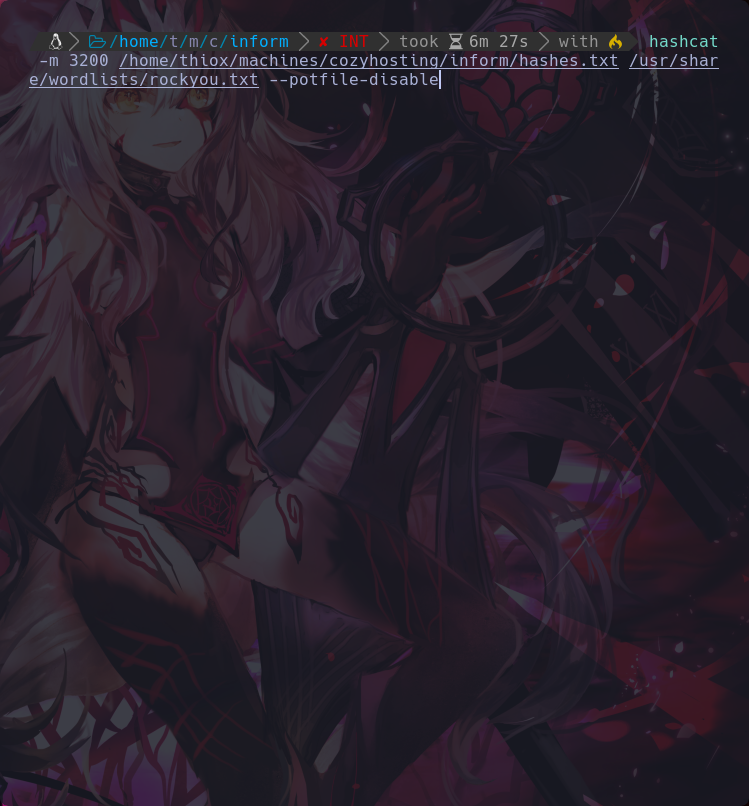 /home/t/m/c/inform ✘ INT took 6m 27s with hashcat
-m 3200 /home/thiox/machines/cozyhosting/inform/hashes.txt /usr/shar
e/wordlists/rockyou.txt --potfile-disable